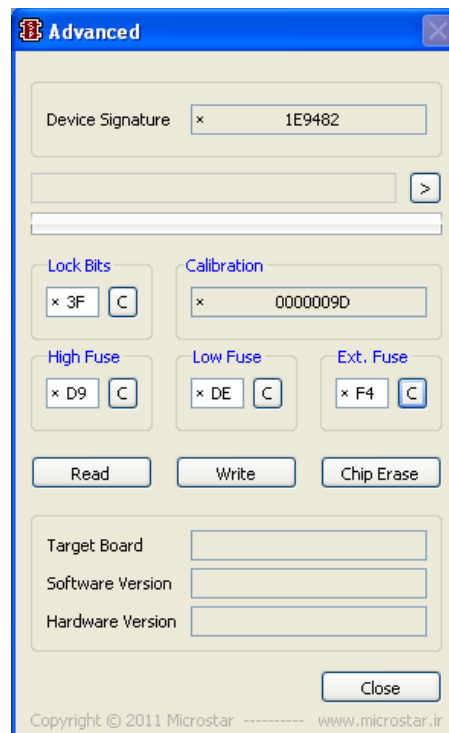 Advanced
Device Signature × 1E9482
>
Lock Bits Calibration
× 3F C × 0000009D
High Fuse Low Fuse Ext. Fuse
× D9 C × DE C × F4 C
Read Write Chip Erase
Target Board
Software Version
Hardware Version
Close
Copyright © 2011 Microstar ---------- www.microstar.ir